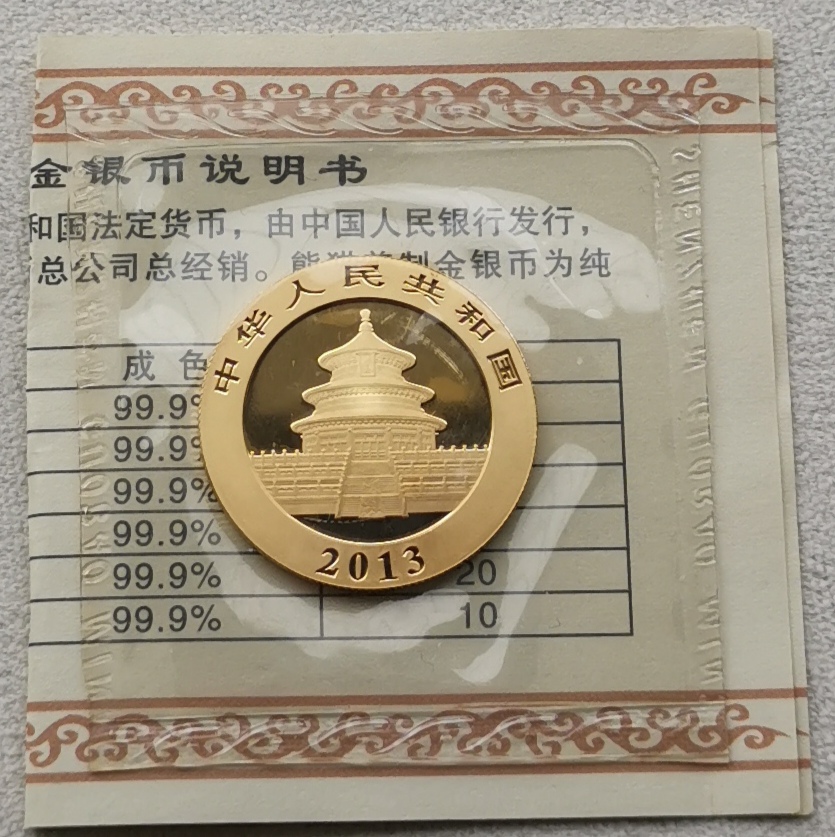 金银币说明书
和国法定货币，由中国人民银行发行，
总公司总经销。熊猫 制金银币为纯
中华人民共和国
成 色
99.99
99.9
99.9%
99.9%
99.9% 20
99.9% 10
2013